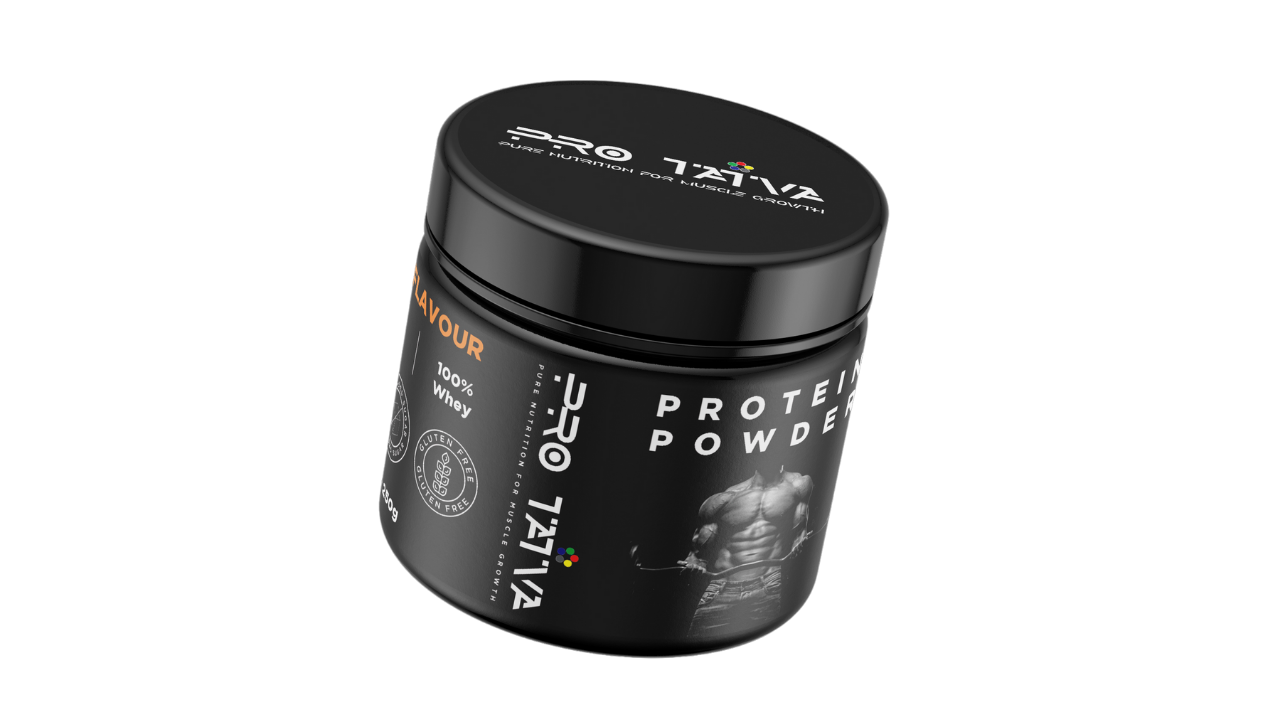 PRO TATVA
PURE NUTRITION FOR MUSCLE GROWTH
FLAVOUR
100%
Whey
GLUTEN FREE
GLUTEN FREE
250g
PRO TATVA
PURE NUTRITION FOR MUSCLE GROWTH
PROTEIN
POWDER